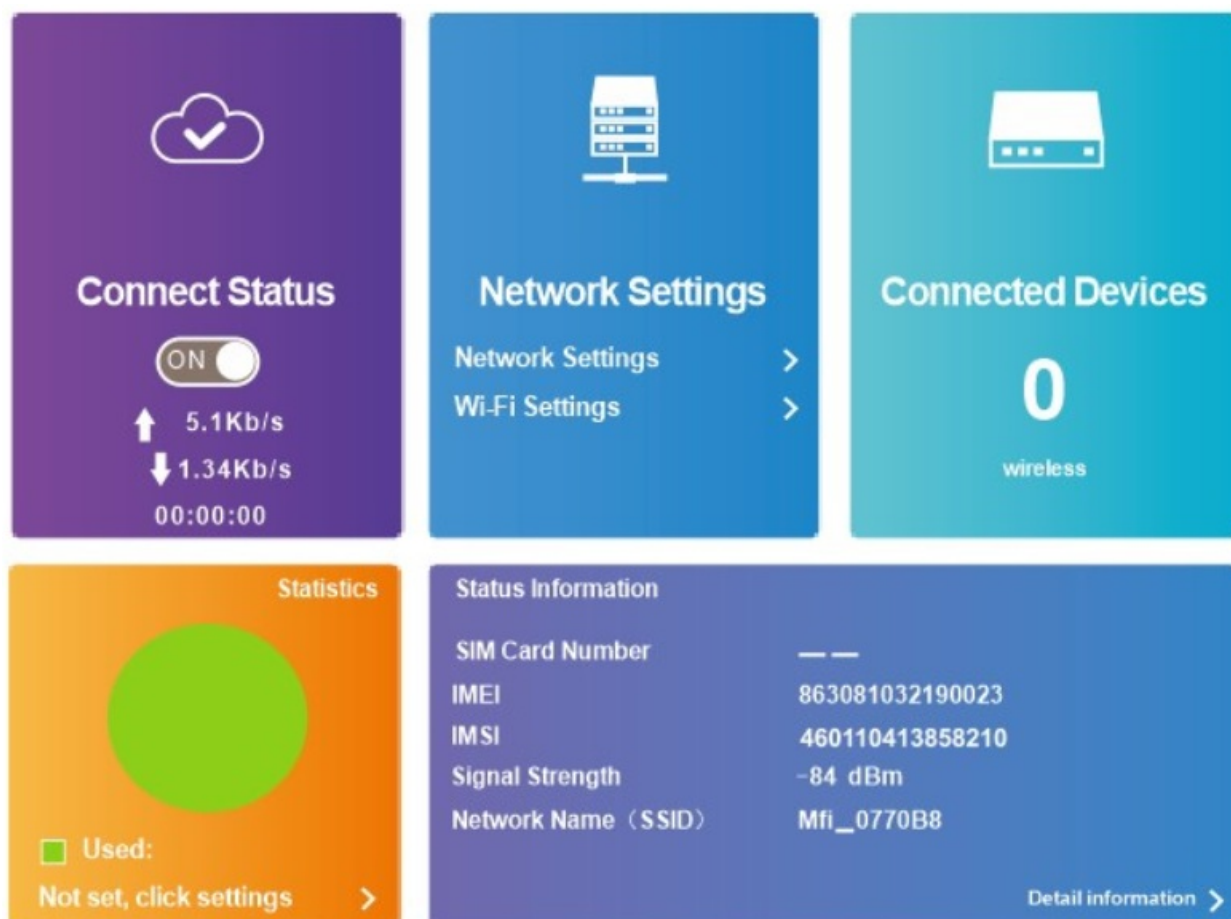 Connect Status
ON
5.1Kb/s
1.34Kb/s
00:00:00
Network Settings
Network Settings
Wi-Fi Settings
Connected Devices
0
wireless
Statistics
Used:
Not set, click settings
Status Information
SIM Card Number — —
IMEI 863081032190023
IMSI 460110413858210
Signal Strength -84 dBm
Network Name（SSID） Mfi_0770B8
Detail information